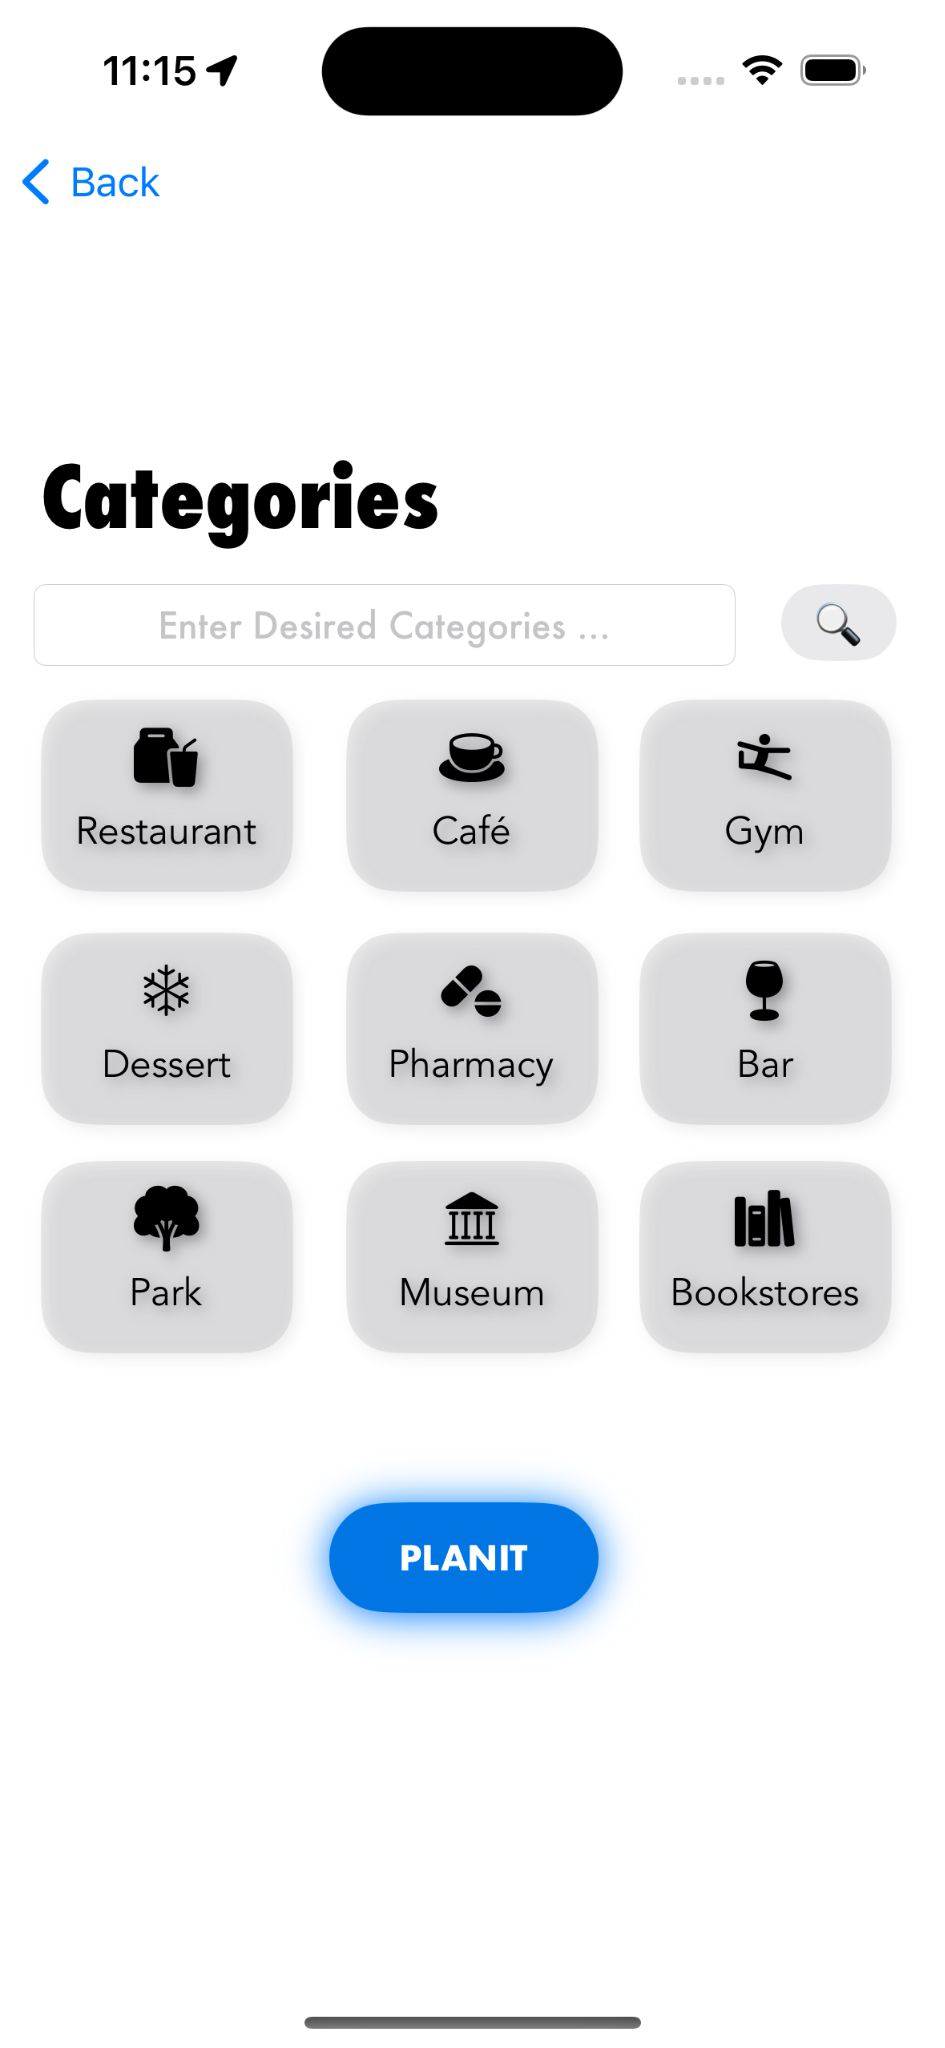 11:15
Back
Categories
Enter Desired Categories ...
Restaurant
Café
Gym
Dessert
Pharmacy
Bar
Park
Museum
Bookstores
PLANIT